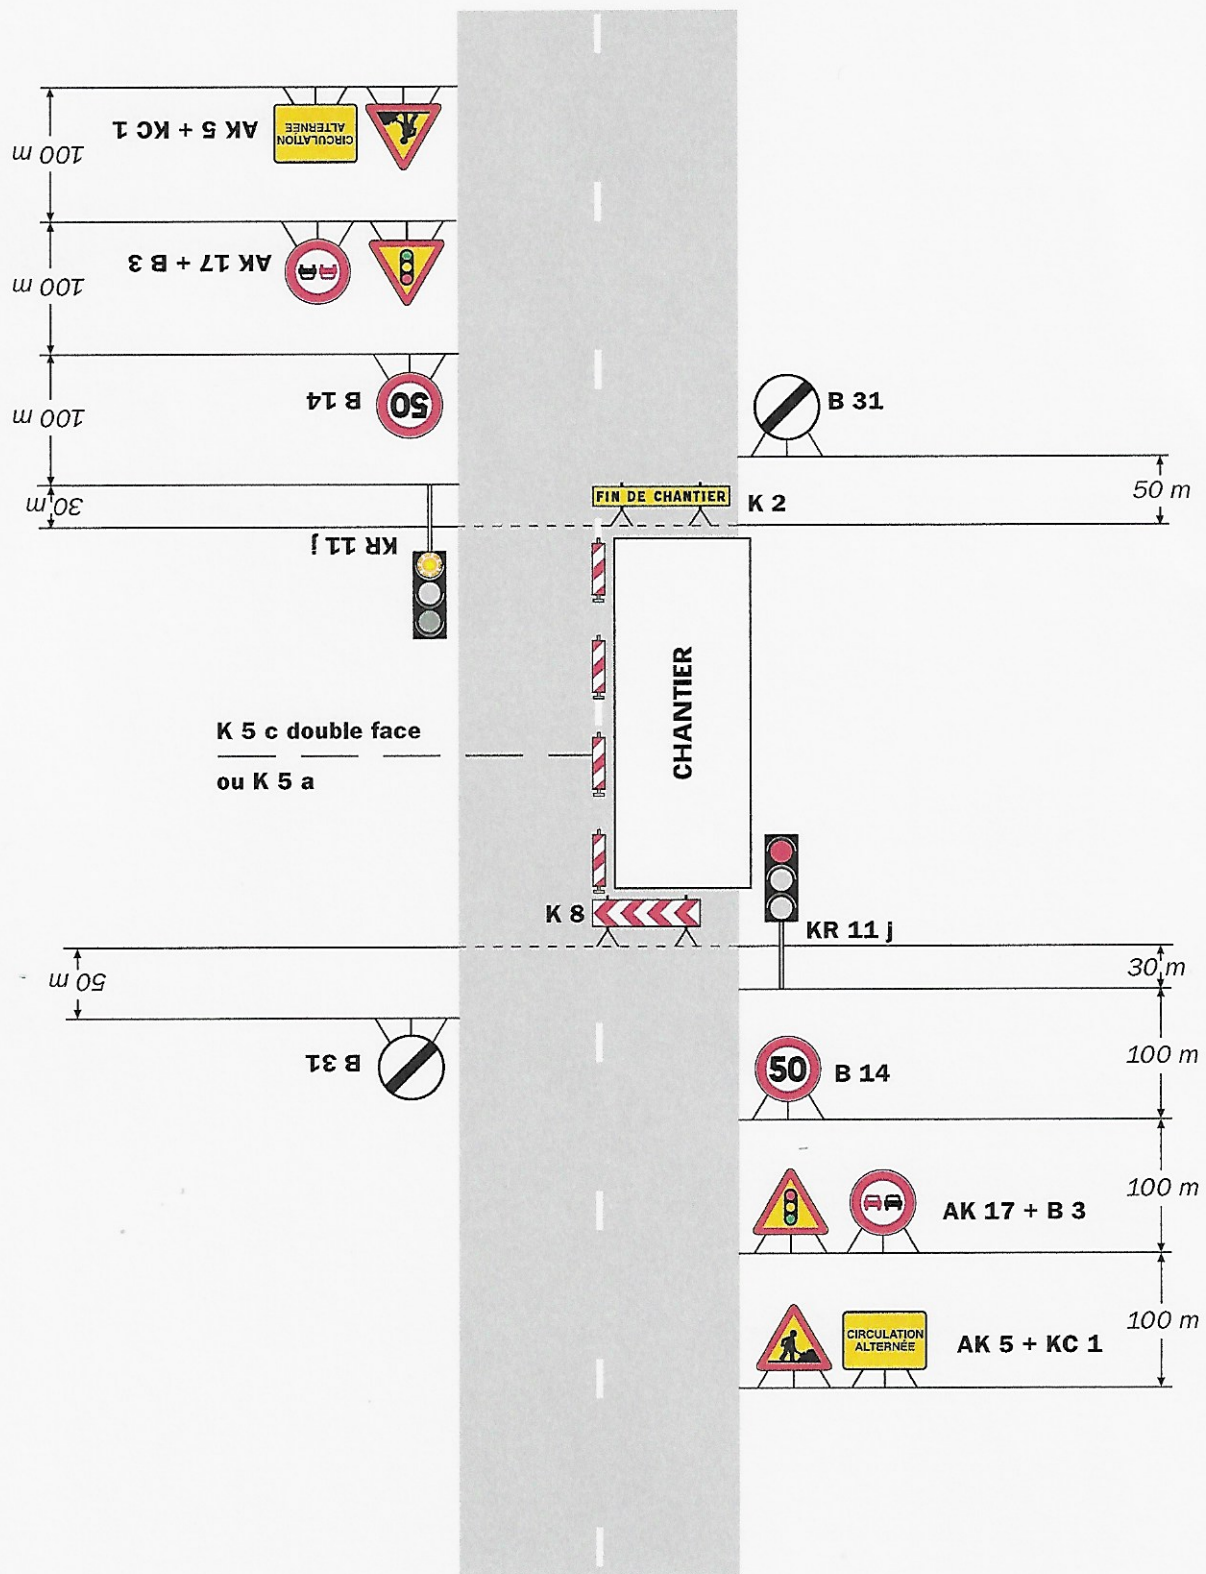 AK 5 + KC 1
CIRCULATION
ALTERNÉE
100 m
AK 17 + B 3
100 m
B 14
50
100 m
B 31
30 m
50 m
FIN DE CHANTIER
K 2
KR 11 j
CHANTIER
K 5 c double face
ou K 5 a
K 8
KR 11 j
50 m
30 m
B 31
50
B 14
100 m
AK 17 + B 3
100 m
CIRCULATION
ALTERNÉE
AK 5 + KC 1
100 m